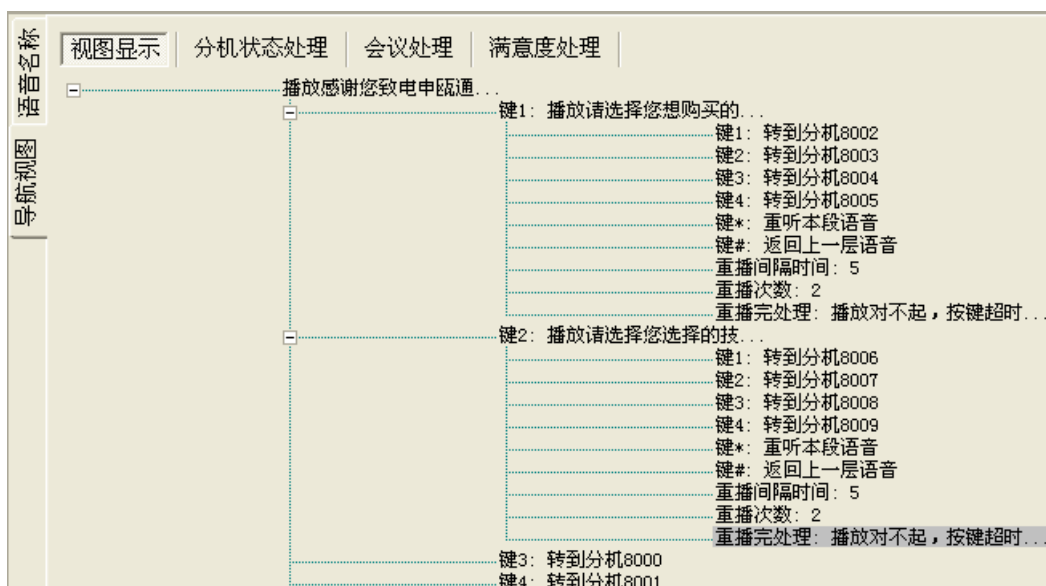 语音名称
导航视图
视图显示 分机状态处理 会议处理 满意度处理
播放感谢您致电申瓯通...
键1: 播放请选择您想购买的...
键1: 转到分机8002
键2: 转到分机8003
键3: 转到分机8004
键4: 转到分机8005
键*: 重听本段语音
键#: 返回上一层语音
重播间隔时间: 5
重播次数: 2
重播完处理: 播放对不起，按键超时...
键2: 播放请选择您选择的技...
键1: 转到分机8006
键2: 转到分机8007
键3: 转到分机8008
键4: 转到分机8009
键*: 重听本段语音
键#: 返回上一层语音
重播间隔时间: 5
重播次数: 2
重播完处理: 播放对不起，按键超时...
键3: 转到分机8000
键4: 转到分机8001